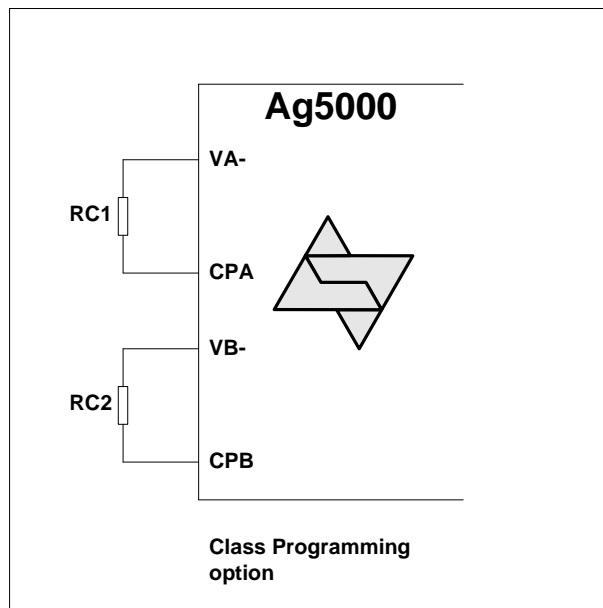 Ag5000
VA-
RC1
CPA
VB-
RC2
CPB
Class Programming
option